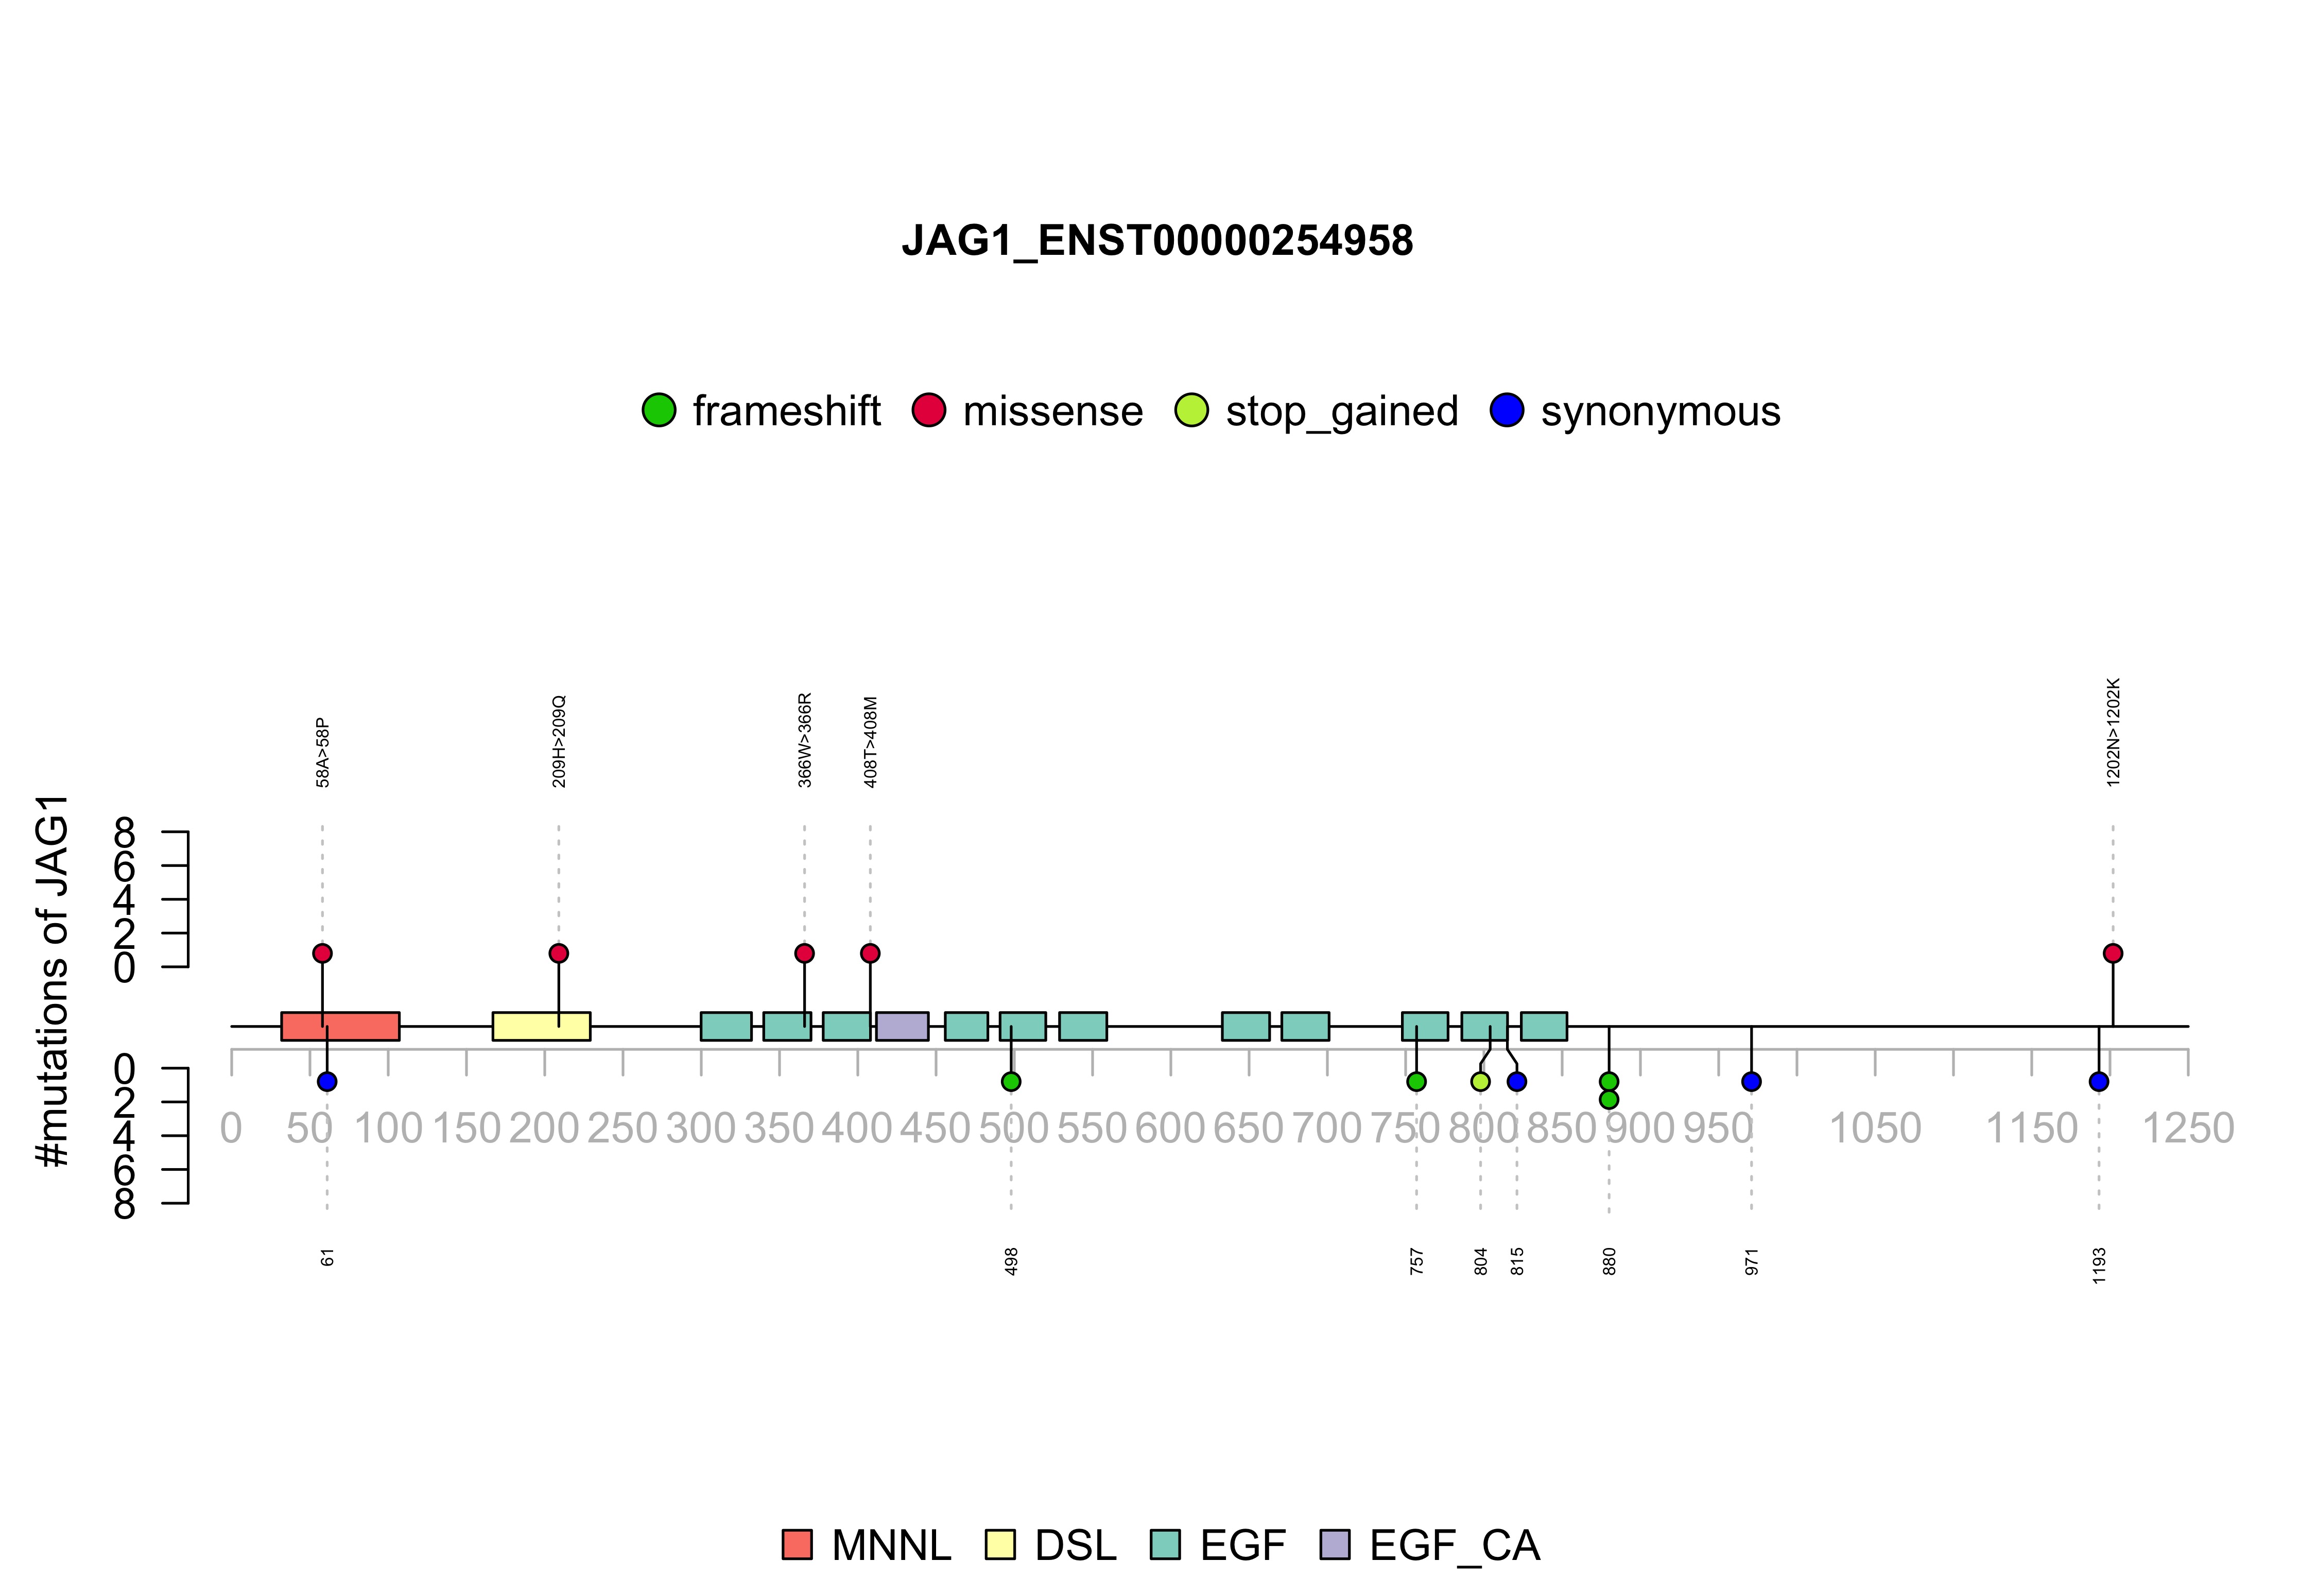 JAG1_ENST00000254958
frameshift missense stop_gained synonymous
58A>58P 209H>209Q 366W>366R 408T>408M 1202N>1202K
#mutations of JAG1
8
6
4
2
0
0
2
4
6
8
0 50 100 150 200 250 300 350 400 450 500 550 600 650 700 750 800 850 900 950 1050 1150 1250
61 498 757 804 815 880 971 1193
MNNL DSL EGF EGF_CA